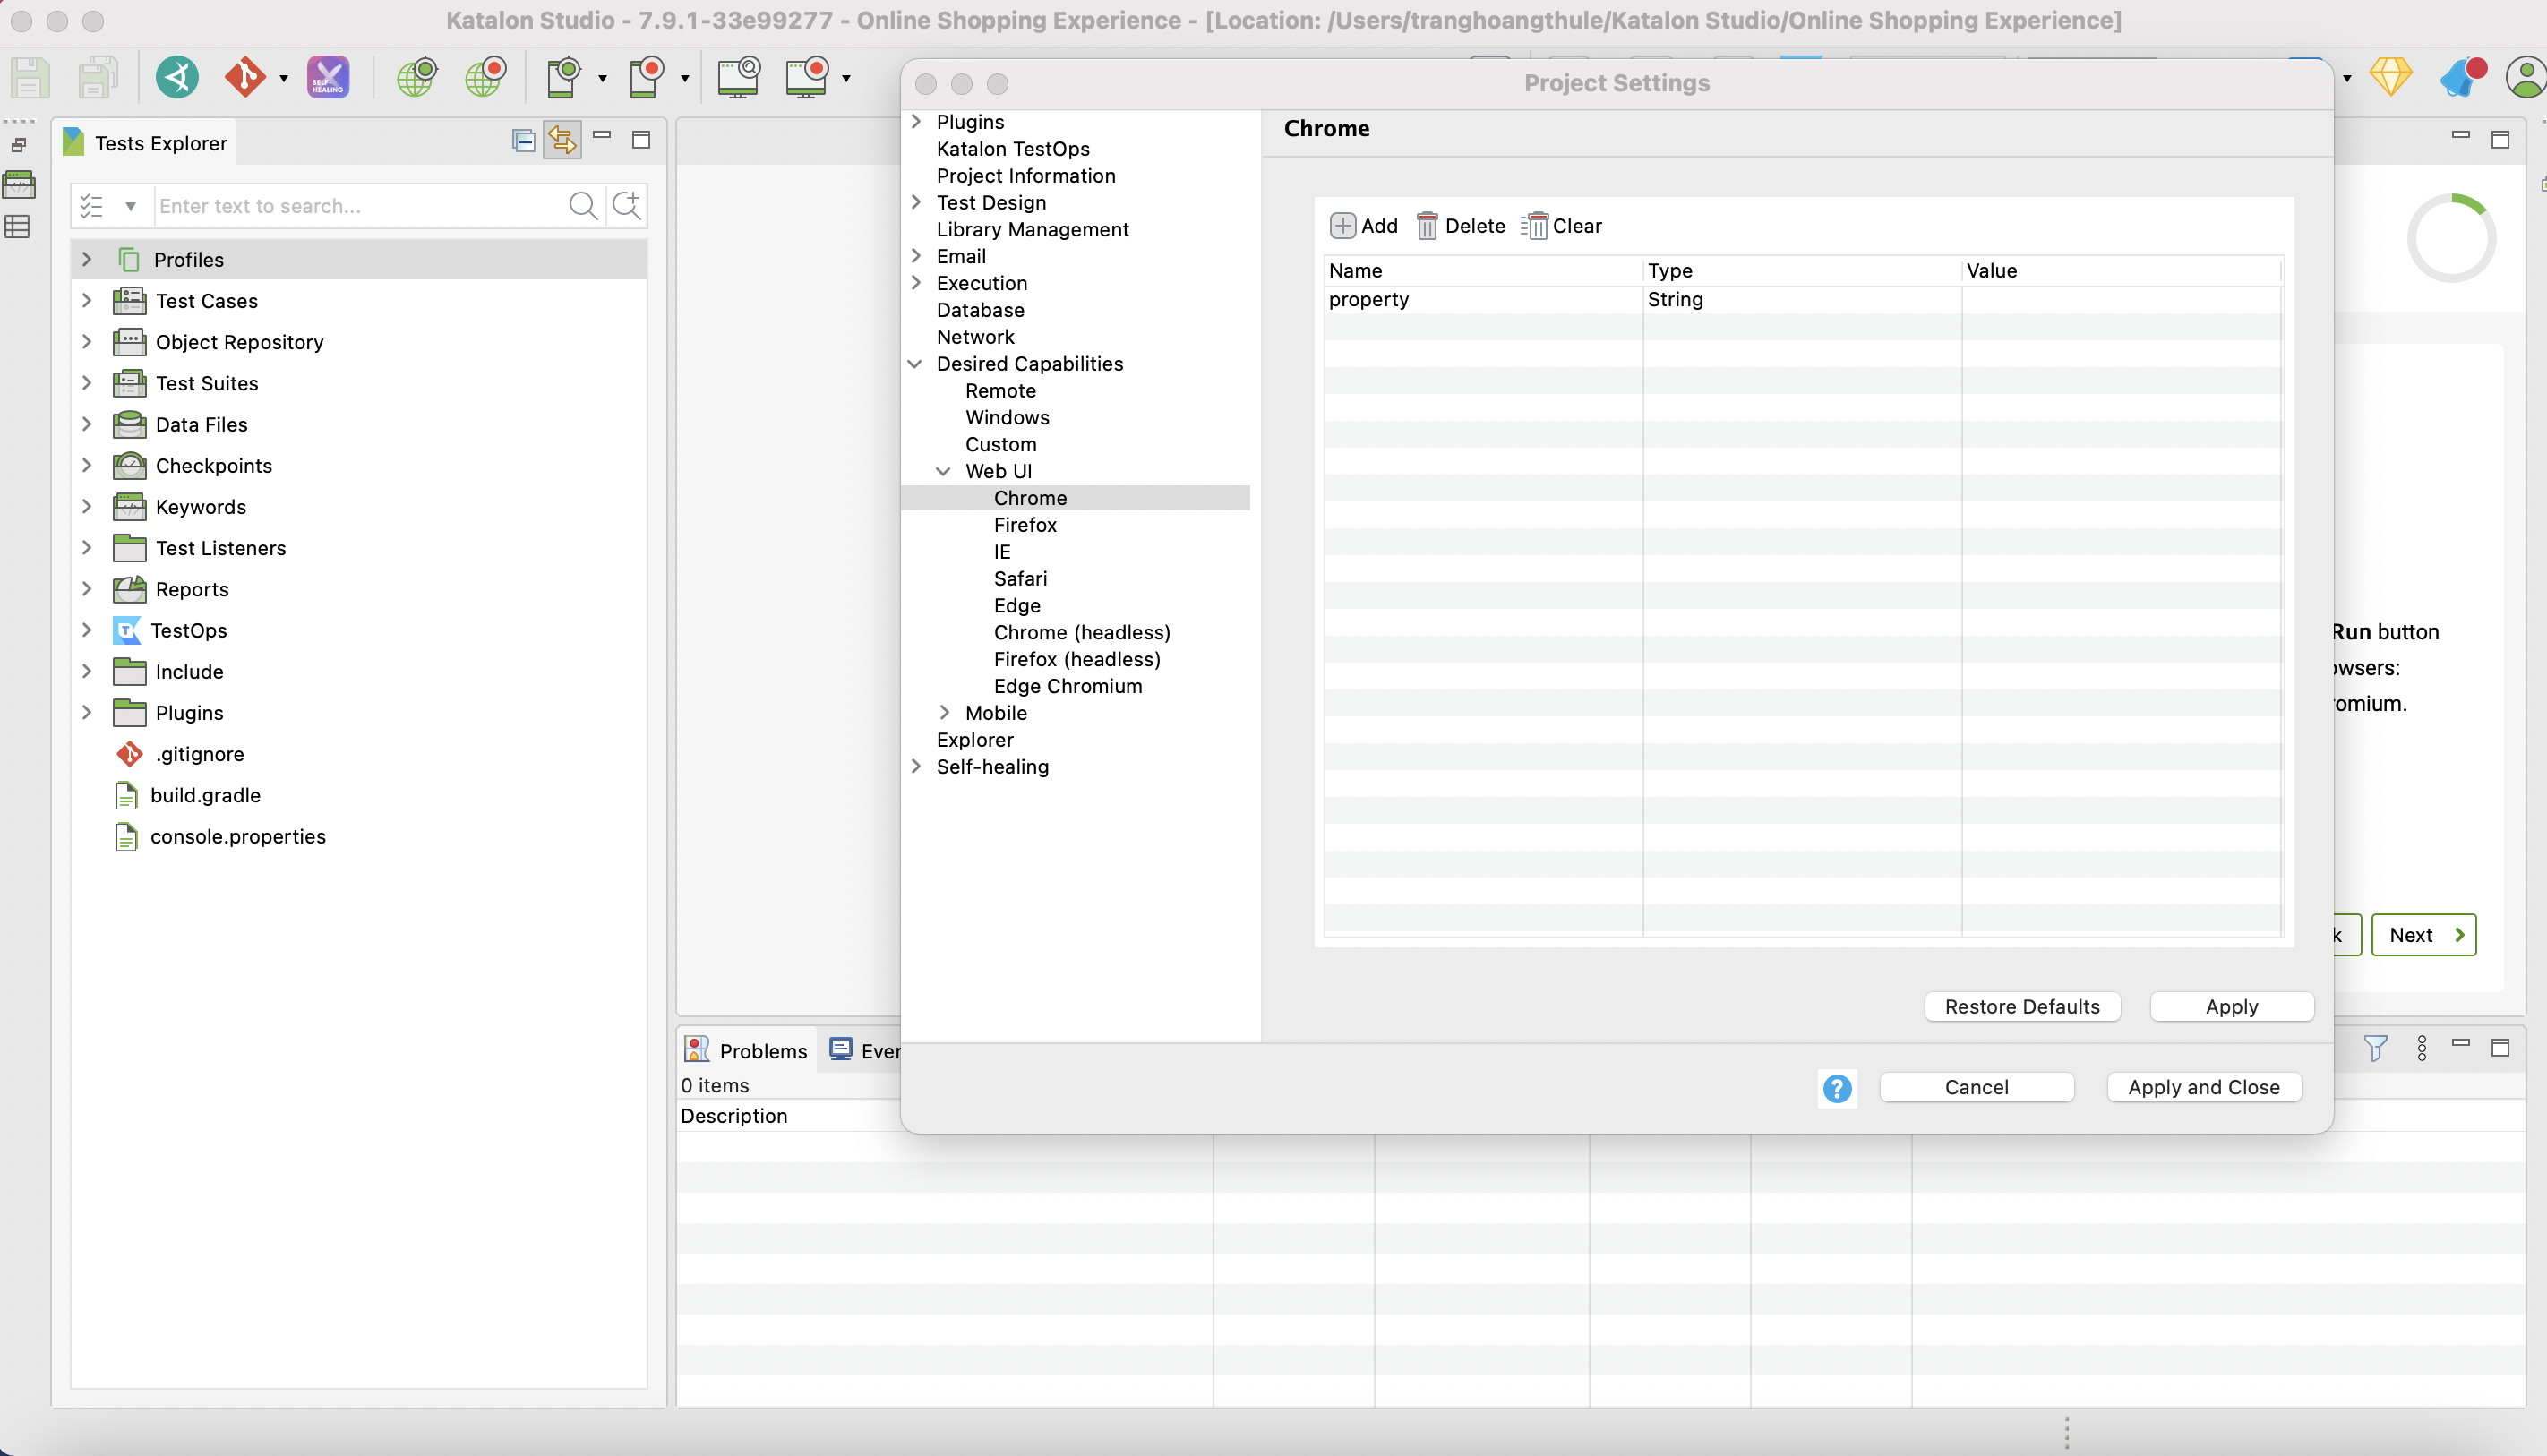 Katalon Studio - 7.9.1-33e99277 - Online Shopping Experience - [Location: /Users/tranghoangthule/Katalon Studio/Online Shopping Experience]
SELF-HEALING
Tests Explorer
Enter text to search...
Profiles
Test Cases
Object Repository
Test Suites
Data Files
Checkpoints
Keywords
Test Listeners
Reports
TestOps
Include
Plugins
.gitignore
build.gradle
console.properties
Project Settings
Plugins
Katalon TestOps
Project Information
Test Design
Library Management
Email
Execution
Database
Network
Desired Capabilities
Remote
Windows
Custom
Web UI
Chrome
Firefox
IE
Safari
Edge
Chrome (headless)
Firefox (headless)
Edge Chromium
Mobile
Explorer
Self-healing
Chrome
Add Delete Clear
Name Type Value
property String
Restore Defaults Apply
Cancel Apply and Close
Run button
owsers:
omium.
k Next
Problems Ever
0 items
Description